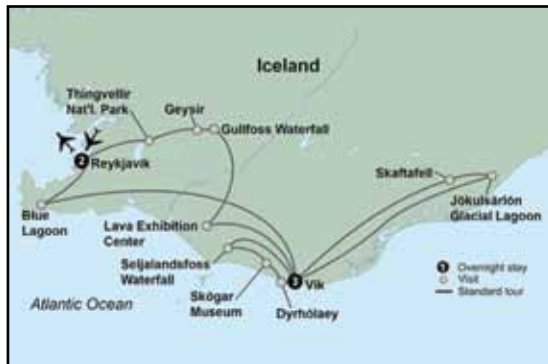 Iceland
Thingvellir
Nat'l. Park
Geysir
Gullfoss Waterfall
2
Reykjavik
Skaftafell
Jökulsárlón
Glacial Lagoon
Blue
Lagoon
Lava Exhibition
Center
Seljalandsfoss
Waterfall
3
Vik
Skógar
Museum
Dyrhólaey
Atlantic Ocean
1 Overnight stay
Visit
Standard tour